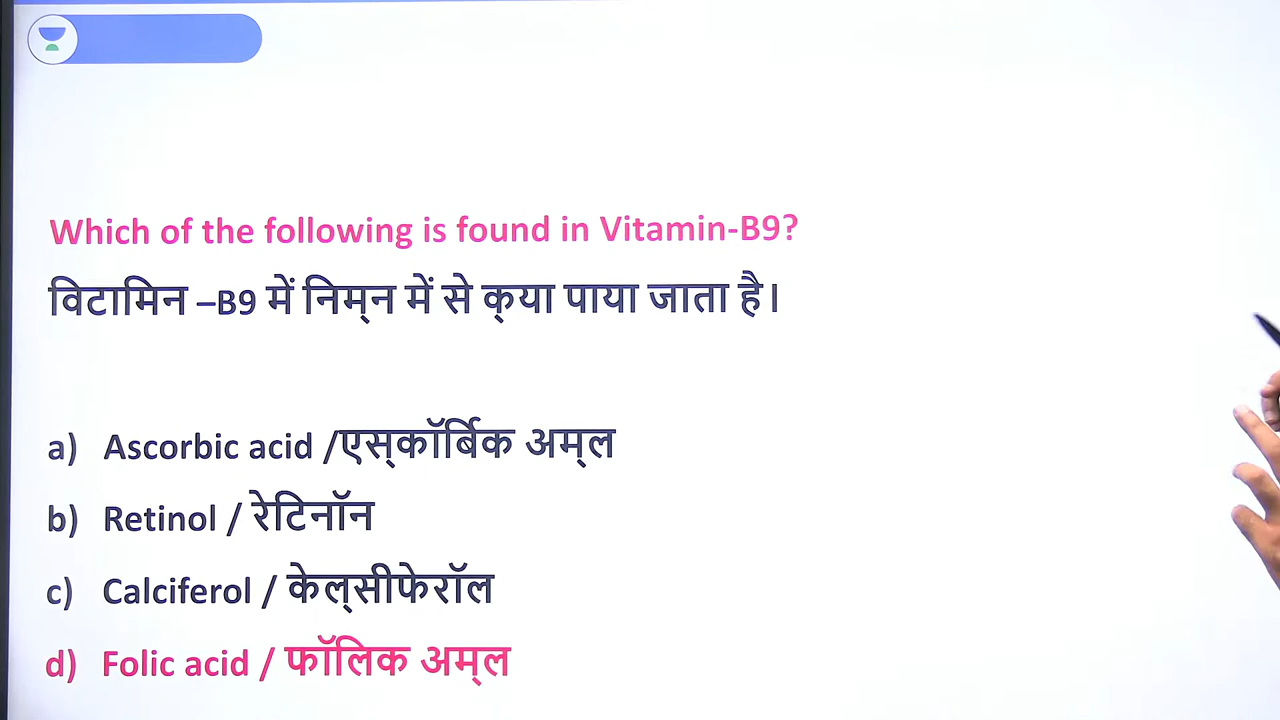 Which of the following is found in Vitamin-B9?
विटामिन –B9 में निम्‌न में से क्‌या पाया जाता है।
a) Ascorbic acid /एस्‌कॉर्बिक अम्‌ल
b) Retinol / रेटिनॉन
c) Calciferol / केल्‌सीफेरॉल
d) Folic acid / फॉलिक अम्‌ल